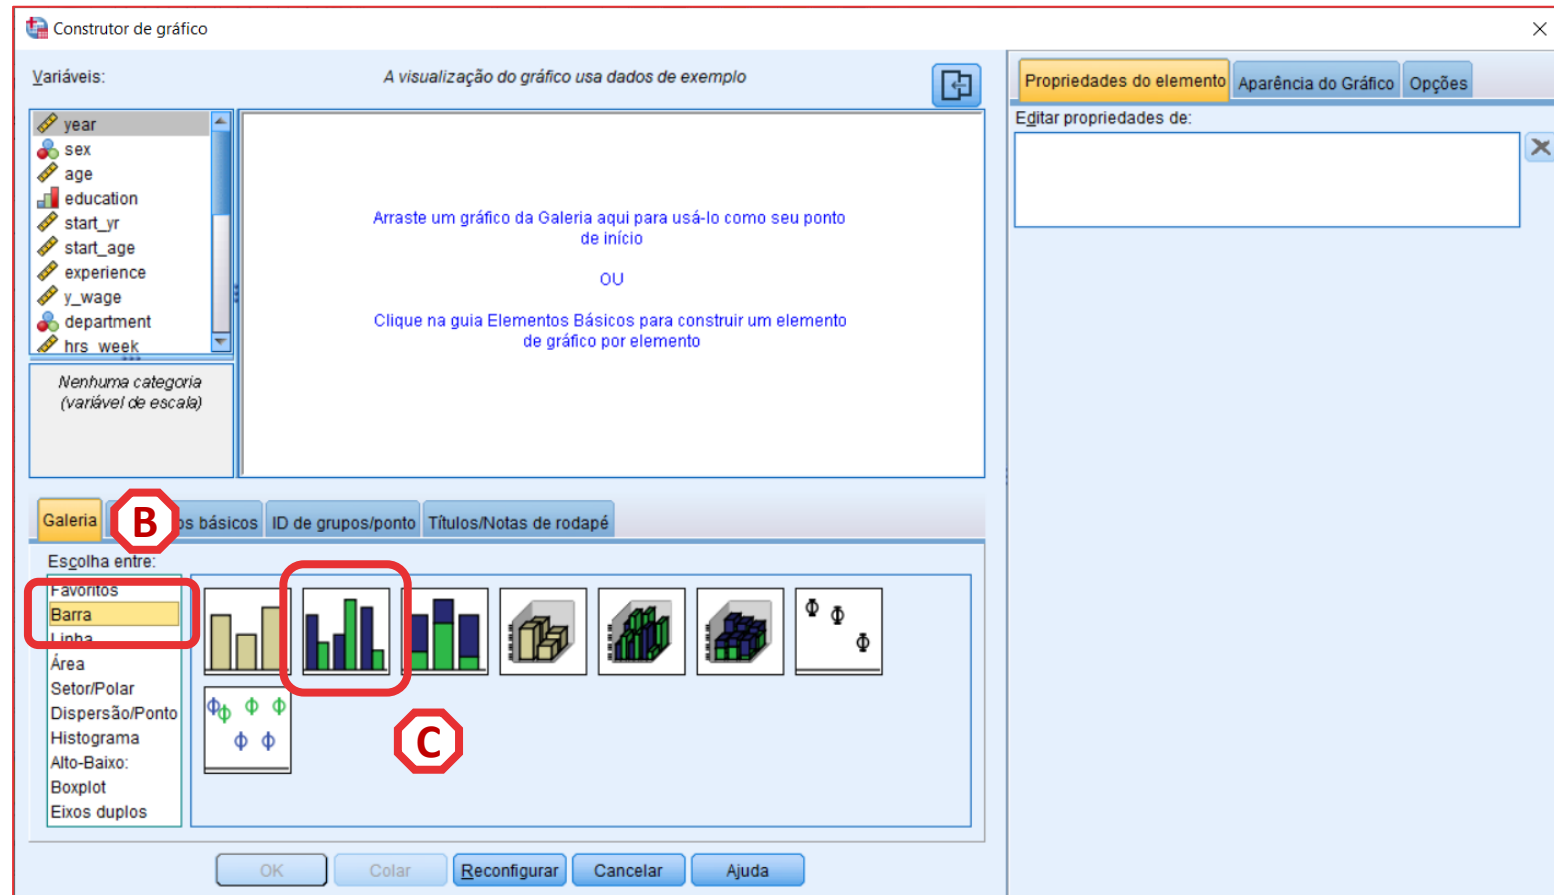 Construtor de gráfico
Variáveis:
A visualização do gráfico usa dados de exemplo
year
sex
age
education
start_yr
start_age
experience
y_wage
department
hrs_week
Nenhuma categoria
(variável de escala)
Arraste um gráfico da Galeria aqui para usá-lo como seu ponto
de início
OU
Clique na guia Elementos Básicos para construir um elemento
de gráfico por elemento
Propriedades do elemento
Aparência do Gráfico
Opções
Editar propriedades de:
Galeria
B
os básicos
ID de grupos/ponto
Títulos/Notas de rodapé
Escolha entre:
Favoritos
Barra
Linha
Área
Setor/Polar
Dispersão/Ponto
Histograma
Alto-Baixo:
Boxplot
Eixos duplos
C
OK
Colar
Reconfigurar
Cancelar
Ajuda